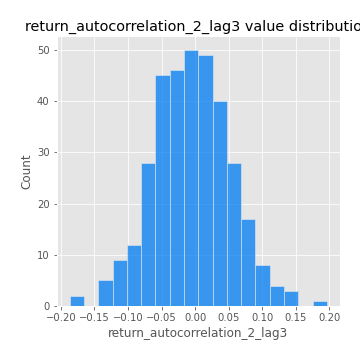 return_autocorrelation_2_lag3 value distributio
50
40
30
20
10
0
Count
−0.20 −0.15 −0.10 −0.05 0.00 0.05 0.10 0.15 0.20
return_autocorrelation_2_lag3